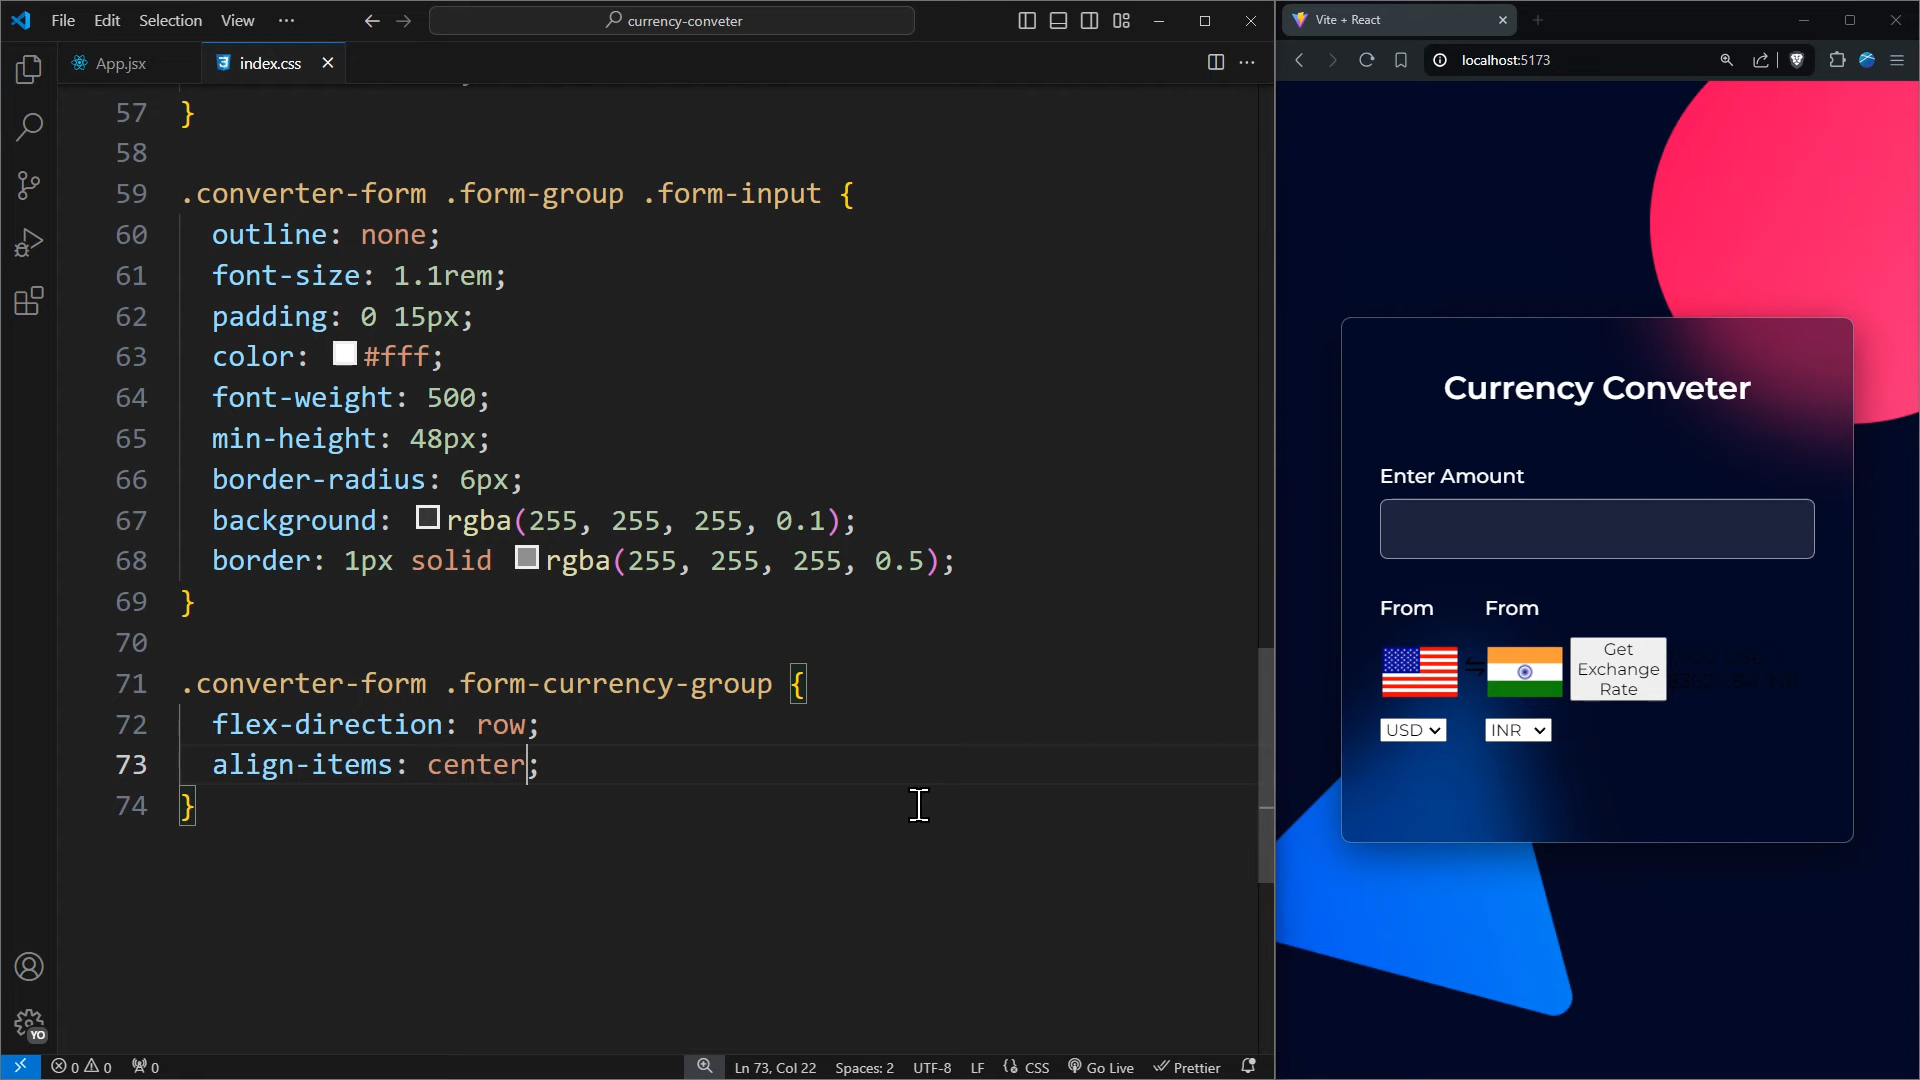 File Edit Selection View ··· currency-conveter
App.jsx index.css
57 }
58
59 .converter-form .form-group .form-input {
60 outline: none;
61 font-size: 1.1rem;
62 padding: 0 15px;
63 color: #fff;
64 font-weight: 500;
65 min-height: 48px;
66 border-radius: 6px;
67 background: rgba(255, 255, 255, 0.1);
68 border: 1px solid rgba(255, 255, 255, 0.5);
69 }
70
71 .converter-form .form-currency-group {
72 flex-direction: row;
73 align-items: center;
74 }
YO
0 0 0 Ln 73, Col 22 Spaces: 2 UTF-8 LF CSS Go Live Prettier
Vite + React
localhost:5173
Currency Conveter
Enter Amount
From From
Get
Exchange
Rate
USD INR